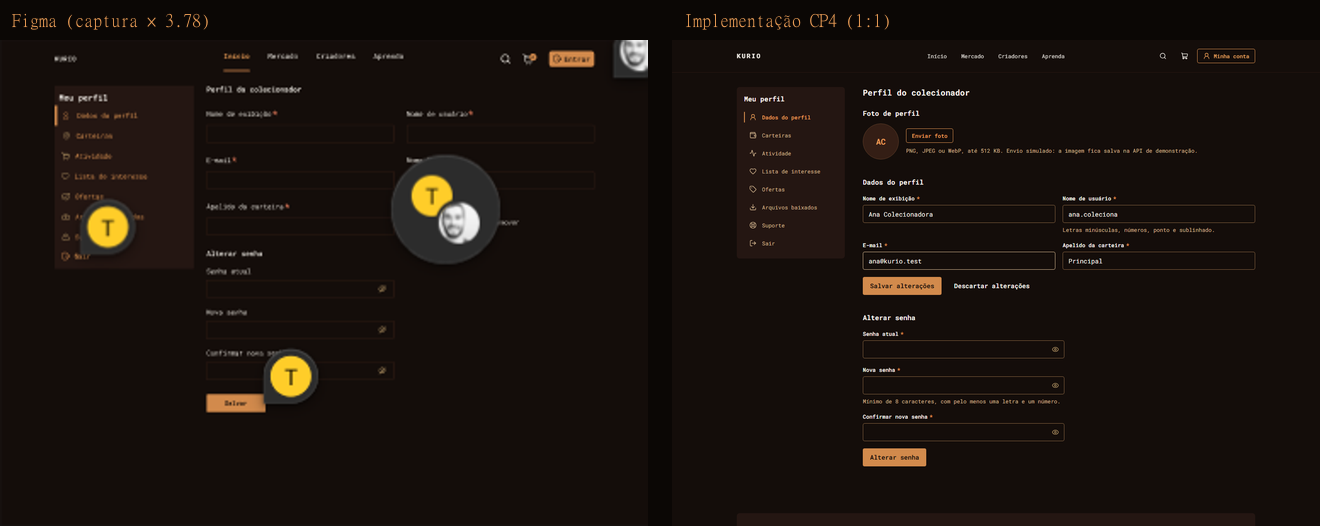 Figma (captura × 3.78)
KURIO
Início
Mercado
Criadores
Aprenda
Entrar
Meu perfil
Dados do perfil
Carteiras
Atividade
Lista de interesse
Ofertas
T
Sair
Perfil do colecionador
Nome de exibição *
Nome de usuário *
E-mail *
T
Apelido da carteira *
Alterar senha
Senha atual
Nova senha
Confirmar nova
T
Salvar
Implementação CP4 (1:1)
KURIO
Início
Mercado
Criadores
Aprenda
Minha conta
Meu perfil
Dados do perfil
Carteiras
Atividade
Lista de interesse
Ofertas
Arquivos baixados
Suporte
Sair
Perfil do colecionador
Foto de perfil
AC
Enviar foto
PNG, JPEG ou WebP, até 512 KB. Envio simulado: a imagem fica salva na API de demonstração.
Dados do perfil
Nome de exibição *
Nome de usuário *
Ana Colecionadora
ana.coleciona
Letras minúsculas, números, ponto e sublinhado.
E-mail *
Apelido da carteira *
ana@kurio.test
Principal
Salvar alterações
Descartar alterações
Alterar senha
Senha atual *
Nova senha *
Mínimo de 8 caracteres, com pelo menos uma letra e um número.
Confirmar nova senha *
Alterar senha